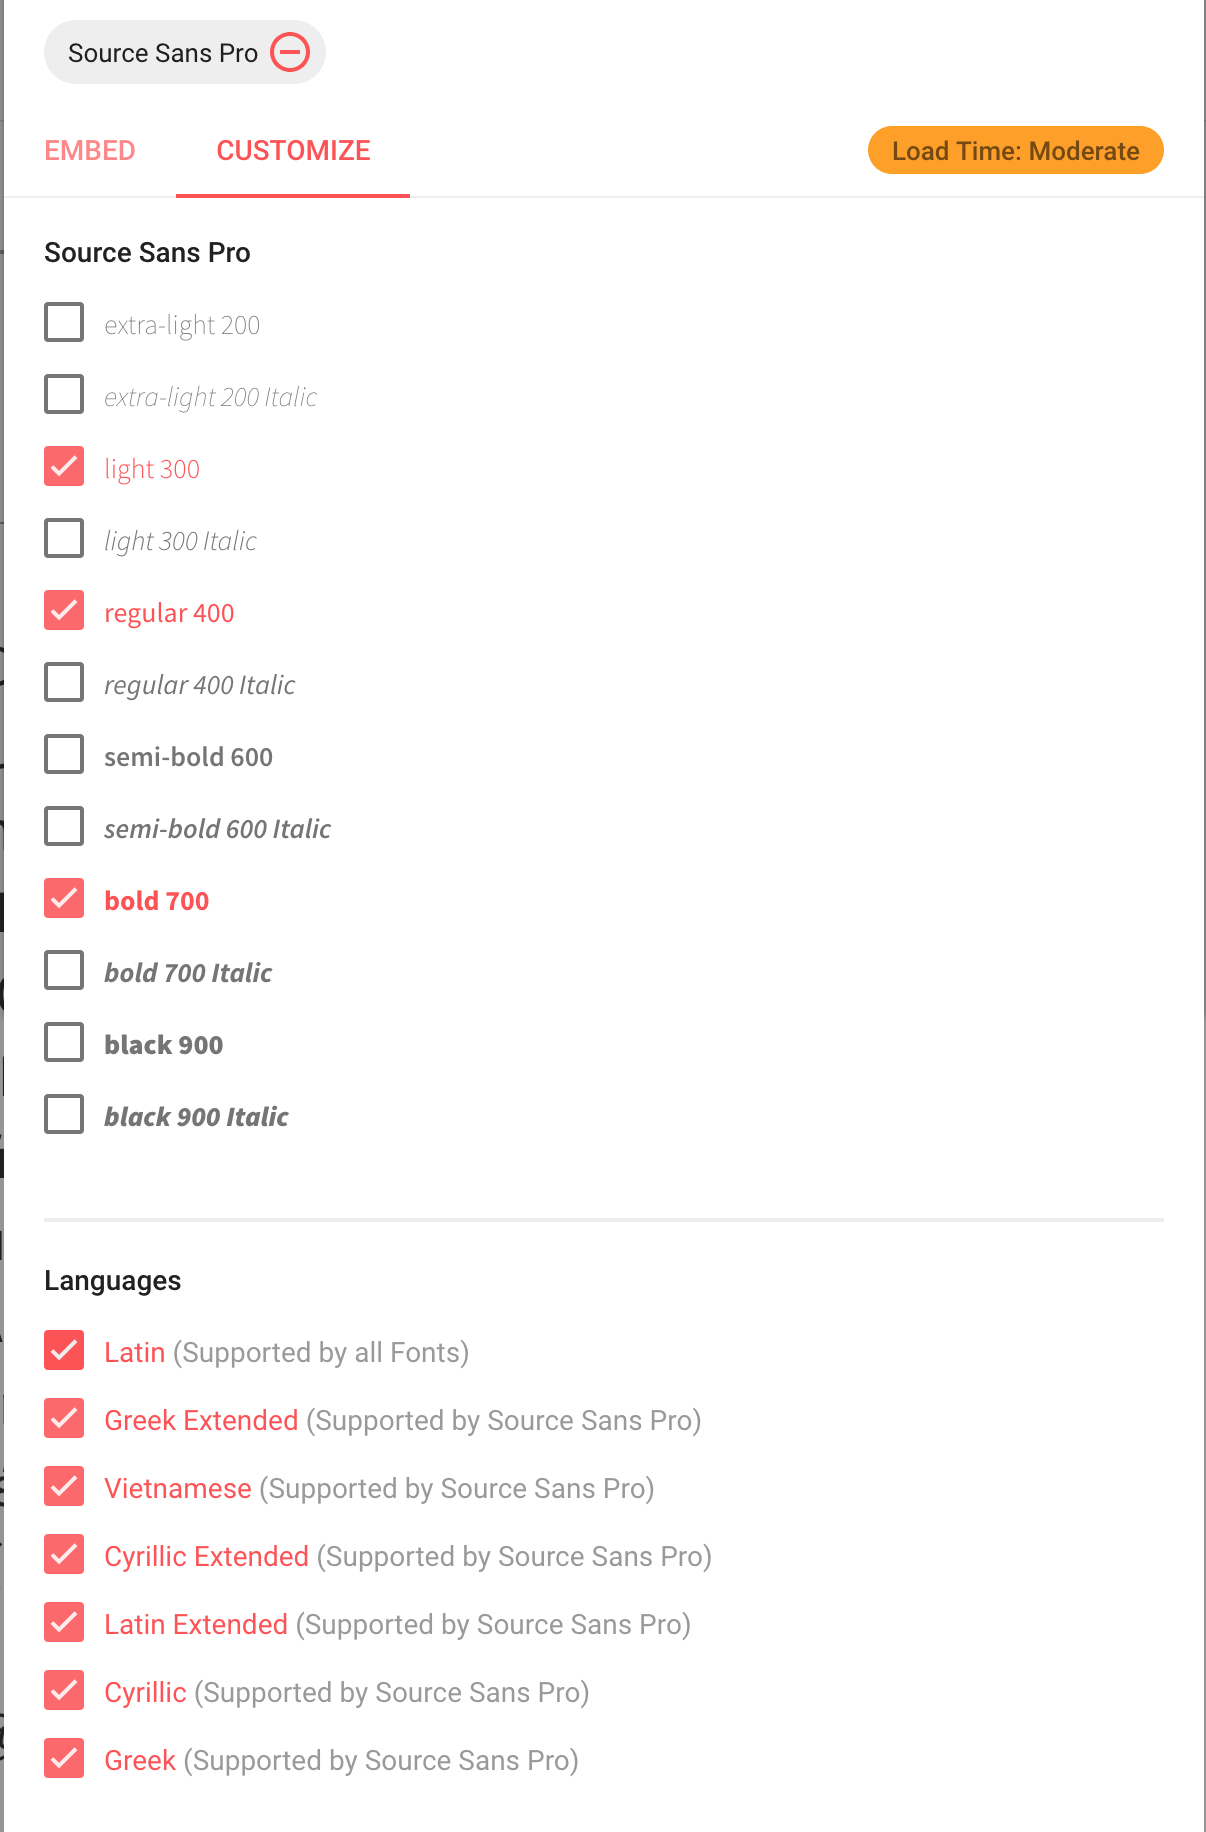 Source Sans Pro
EMBED CUSTOMIZE Load Time: Moderate
Source Sans Pro
extra-light 200
extra-light 200 Italic
light 300
light 300 Italic
regular 400
regular 400 Italic
semi-bold 600
semi-bold 600 Italic
bold 700
bold 700 Italic
black 900
black 900 Italic
Languages
Latin (Supported by all Fonts)
Greek Extended (Supported by Source Sans Pro)
Vietnamese (Supported by Source Sans Pro)
Cyrillic Extended (Supported by Source Sans Pro)
Latin Extended (Supported by Source Sans Pro)
Cyrillic (Supported by Source Sans Pro)
Greek (Supported by Source Sans Pro)